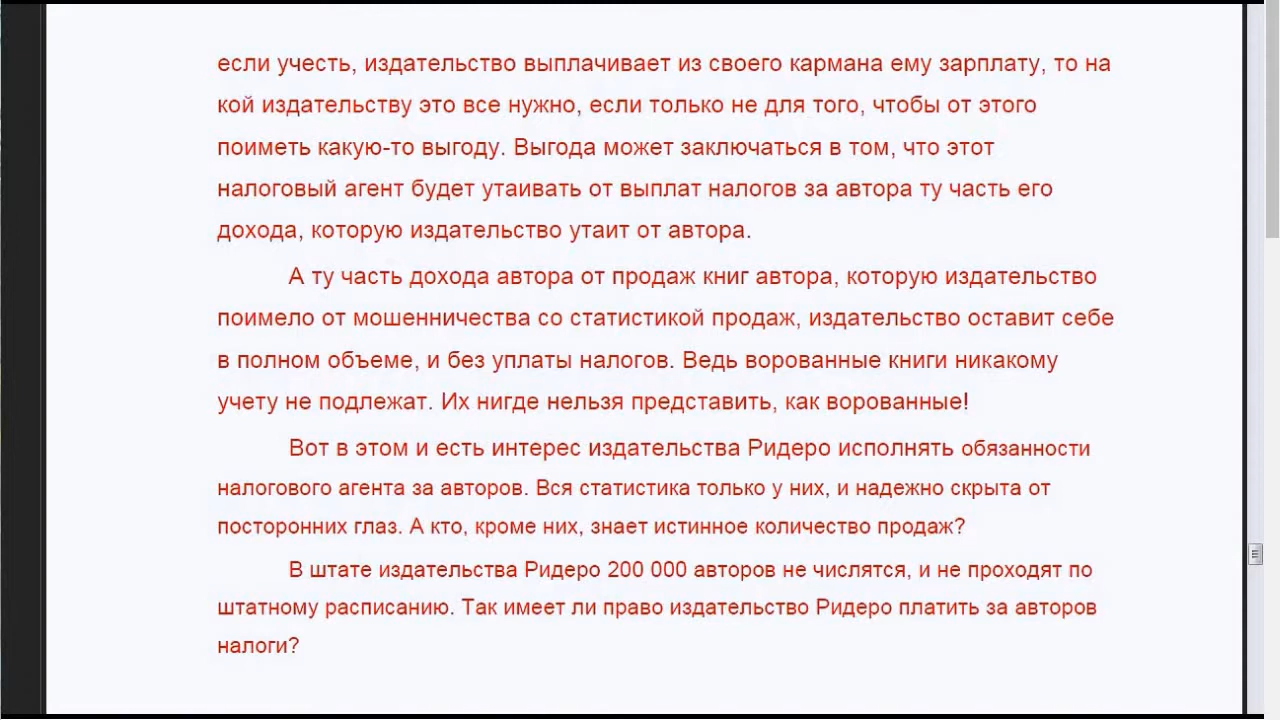 если учесть, издательство выплачивает из своего кармана ему зарплату, то на
кой издательству это все нужно, если только не для того, чтобы от этого
поиметь какую-то выгоду. Выгода может заключаться в том, что этот
налоговый агент будет утаивать от выплат налогов за автора ту часть его
дохода, которую издательство утаит от автора.
А ту часть дохода автора от продаж книг автора, которую издательство
поимело от мошенничества со статистикой продаж, издательство оставит себе
в полном объеме, и без уплаты налогов. Ведь ворованные книги никакому
учету не подлежат. Их нигде нельзя представить, как ворованные!
Вот в этом и есть интерес издательства Ридеро исполнять обязанности
налогового агента за авторов. Вся статистика только у них, и надежно скрыта от
посторонних глаз. А кто, кроме них, знает истинное количество продаж?
В штате издательства Ридеро 200 000 авторов не числятся, и не проходят по
штатному расписанию. Так имеет ли право издательство Ридеро платить за авторов
налоги?